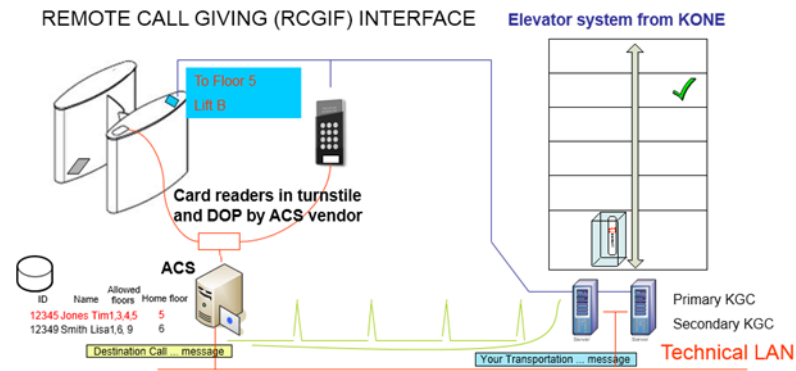 REMOTE CALL GIVING (RCGIF) INTERFACE
Elevator system from KONE
To Floor 5
Lift B
Card readers in turnstile
and DOP by ACS vendor
ACS
ID Name Allowed floors Home floor
12345 Jones Tim1,3,4,5 5
12349 Smith Lisa1,6, 9 6
Destination Call ... message
Your Transportation ... message
Server
Server
Primary KGC
Secondary KGC
Technical LAN